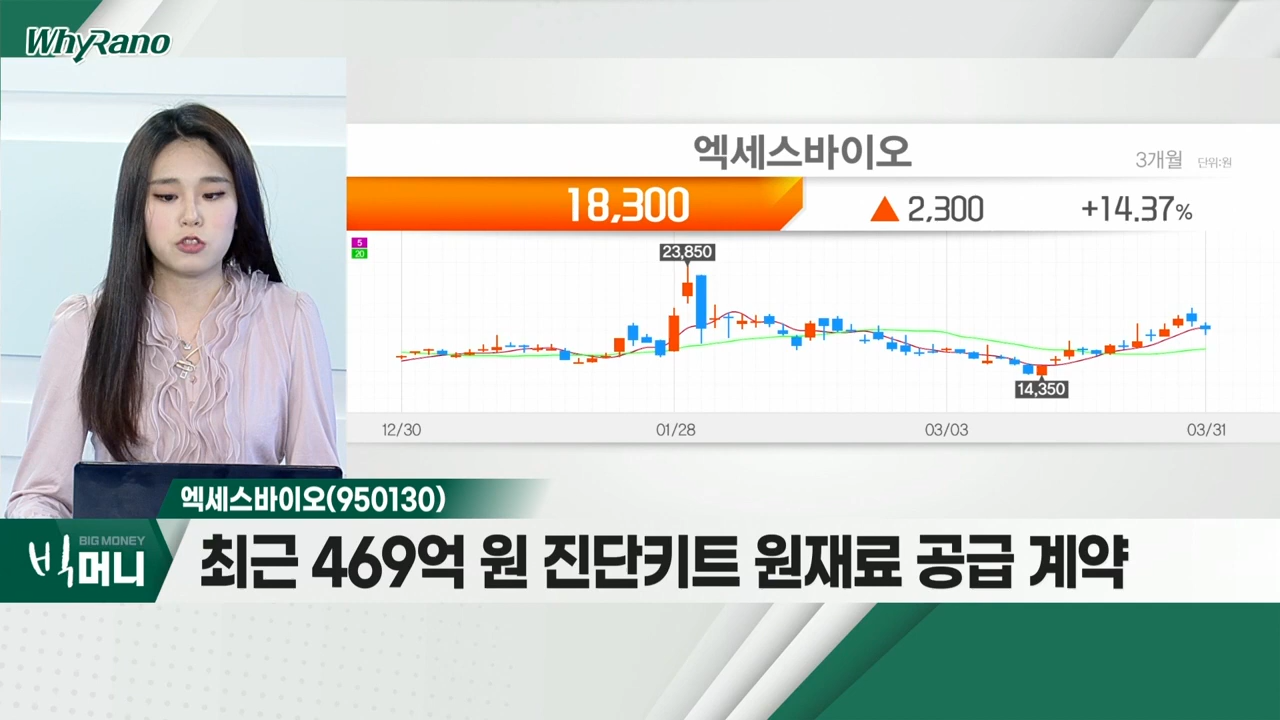 WhyRano
엑세스바이오
3개월 단위:원
18,300 ▲ 2,300 +14.37%
5
20
23,850
14,350
12/30 01/28 03/03 03/31
엑세스바이오(950130)
BIG MONEY
빅머니
최근 469억 원 진단키트 원재료 공급 계약